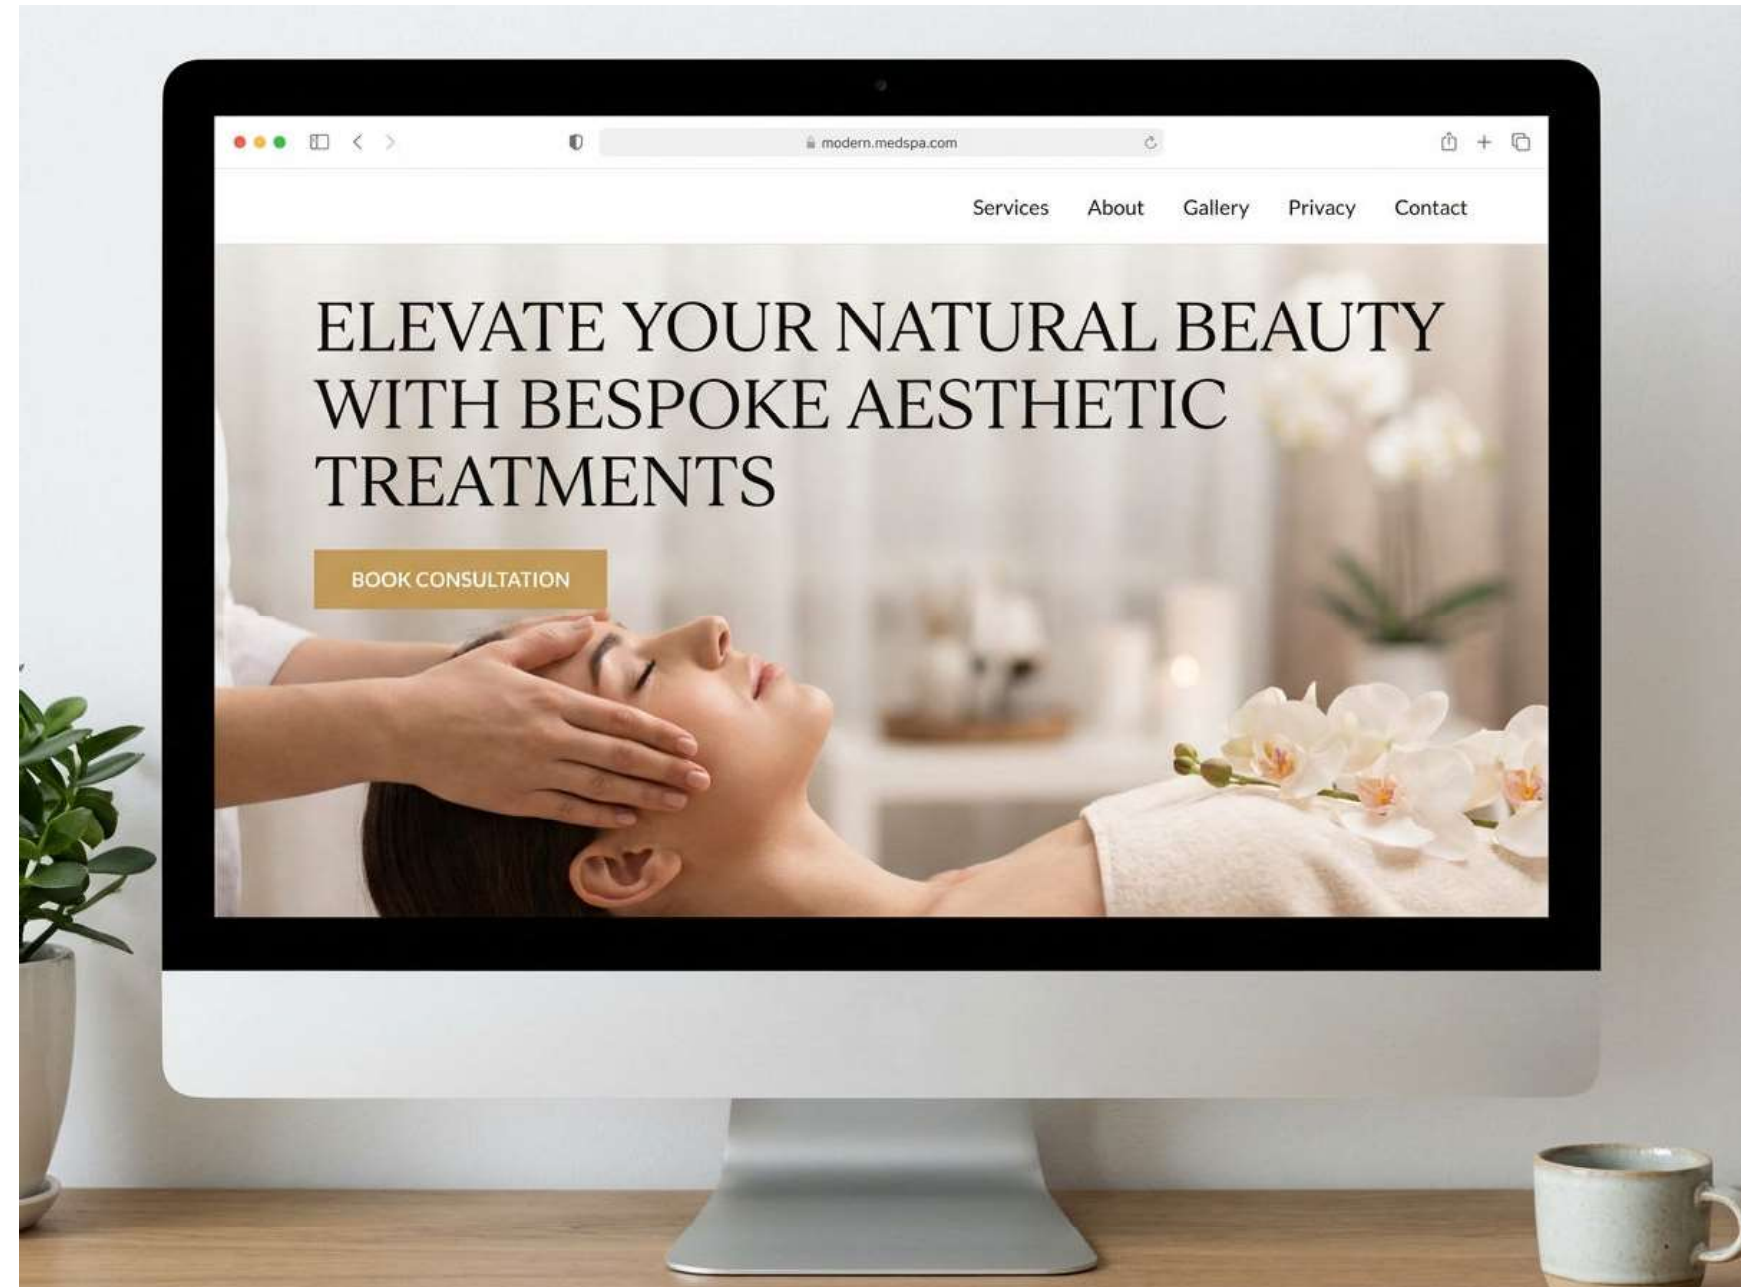 modern.medspa.com
Services About Gallery Privacy Contact
ELEVATE YOUR NATURAL BEAUTY
WITH BESPOKE AESTHETIC
TREATMENTS
BOOK CONSULTATION